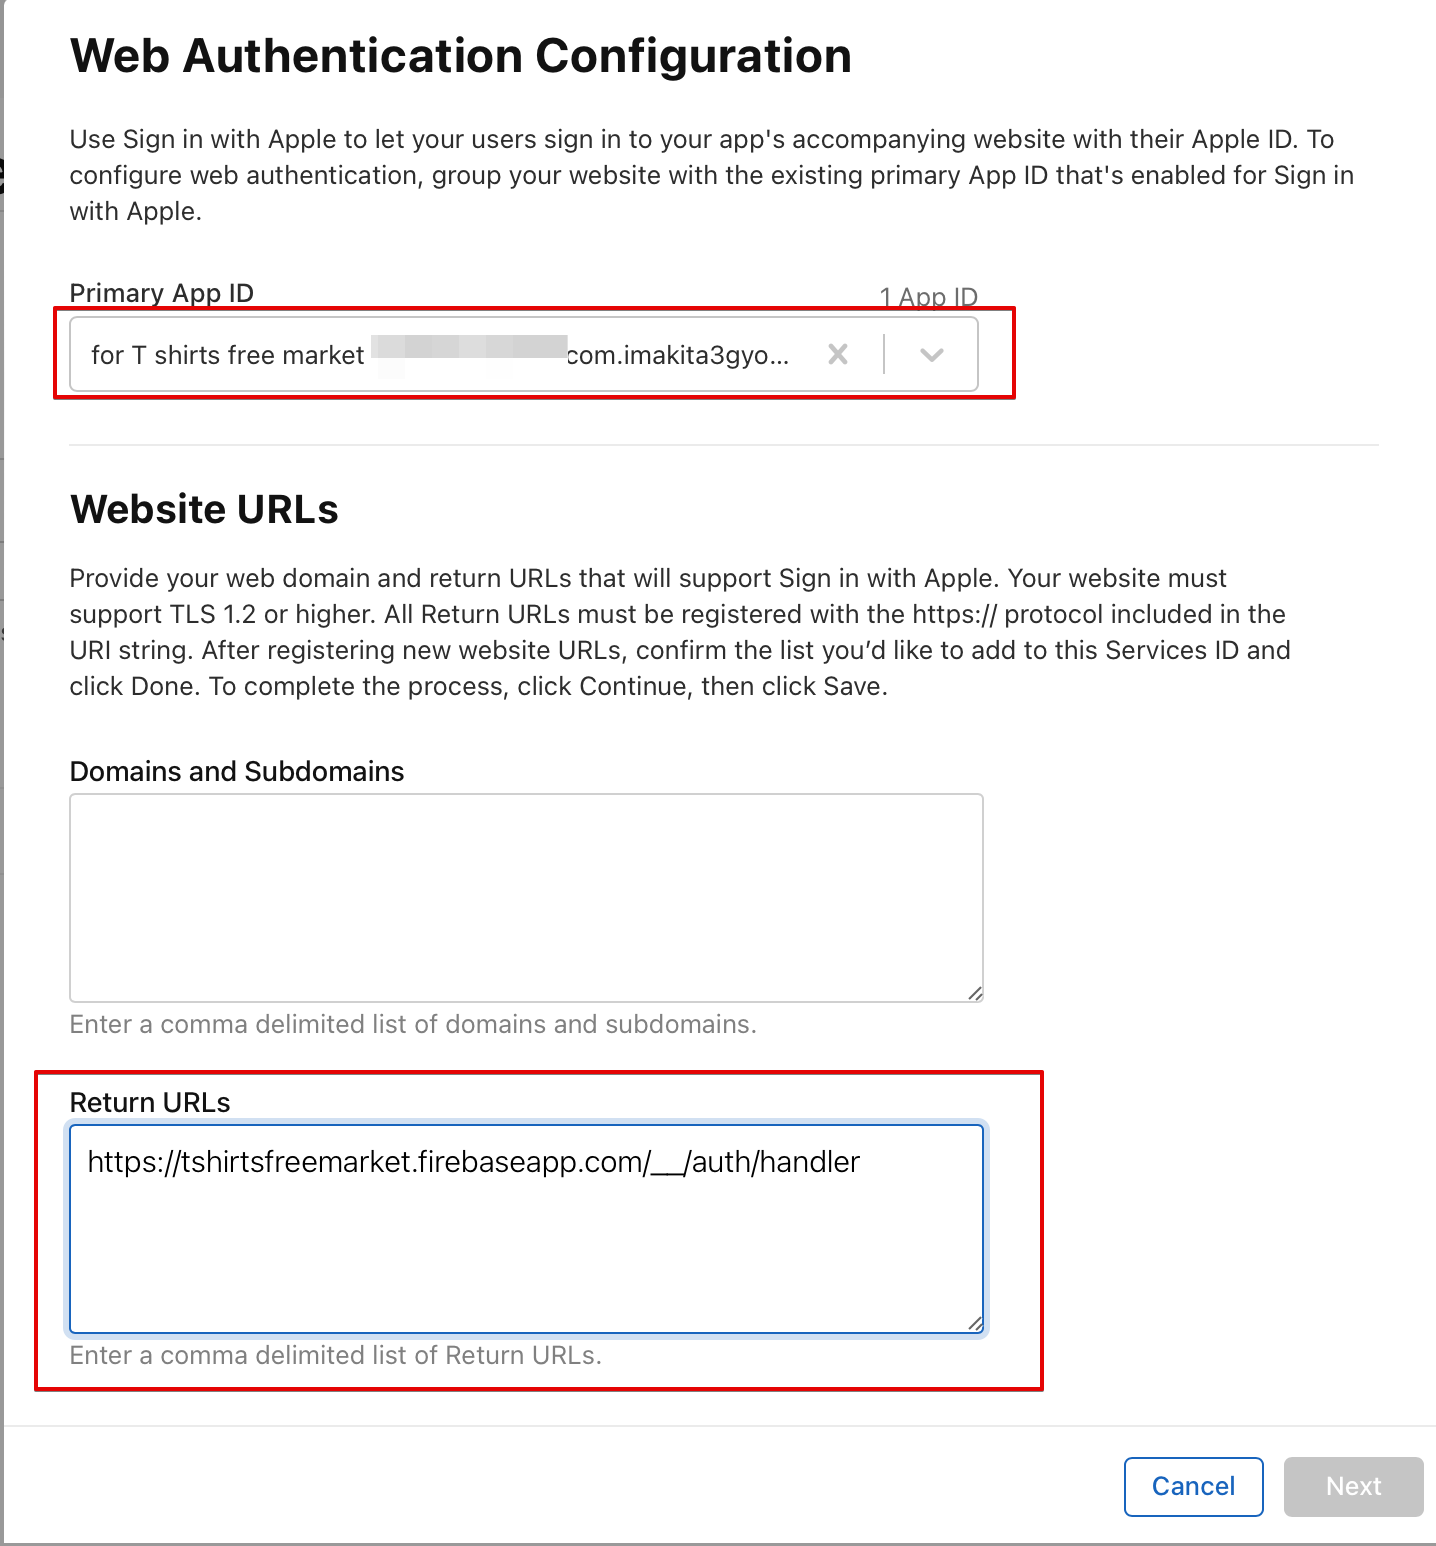 Web Authentication Configuration
Use Sign in with Apple to let your users sign in to your app's accompanying website with their Apple ID. To
configure web authentication, group your website with the existing primary App ID that's enabled for Sign in
with Apple.
Primary App ID
1 App ID
for T shirts free market com.imakita3gyo...
Website URLs
Provide your web domain and return URLs that will support Sign in with Apple. Your website must
support TLS 1.2 or higher. All Return URLs must be registered with the https:// protocol included in the
URI string. After registering new website URLs, confirm the list you’d like to add to this Services ID and
click Done. To complete the process, click Continue, then click Save.
Domains and Subdomains
Enter a comma delimited list of domains and subdomains.
Return URLs
https://tshirtsfreemarket.firebaseapp.com/__/auth/handler
Enter a comma delimited list of Return URLs.
Cancel
Next